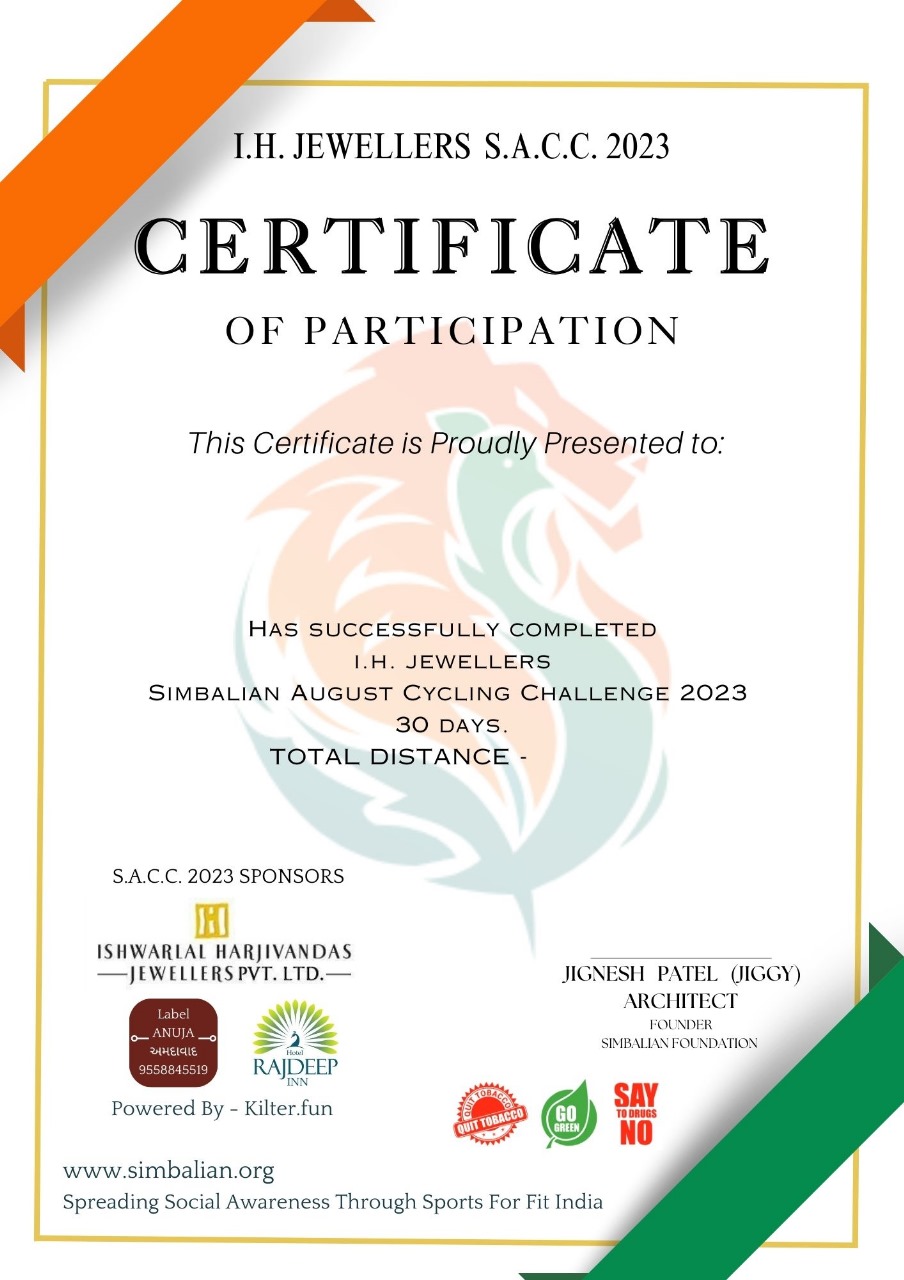 I.H. JEWELLERS S.A.C.C. 2023
CERTIFICATE
OF PARTICIPATION
This Certificate is Proudly Presented to:
HAS SUCCESSFULLY COMPLETED
I.H. JEWELLERS
SIMBALIAN AUGUST CYCLING CHALLENGE 2023
30 DAYS.
TOTAL DISTANCE -
S.A.C.C. 2023 SPONSORS
ISHWARLAL HARJIVANDAS
JEWELLERS PVT. LTD.
Label
ANUJA
અમદાવાદ
9558845519
Hotel
RAJDEEP
INN
Powered By - Kilter.fun
JIGNESH PATEL (JIGGY)
ARCHITECT
FOUNDER
SIMBALIAN FOUNDATION
QUIT TOBACCO
QUIT TOBACCO
QUIT TOBACCO
GO
GREEN
SAY
TO DRUGS
NO
www.simbalian.org
Spreading Social Awareness Through Sports For Fit India